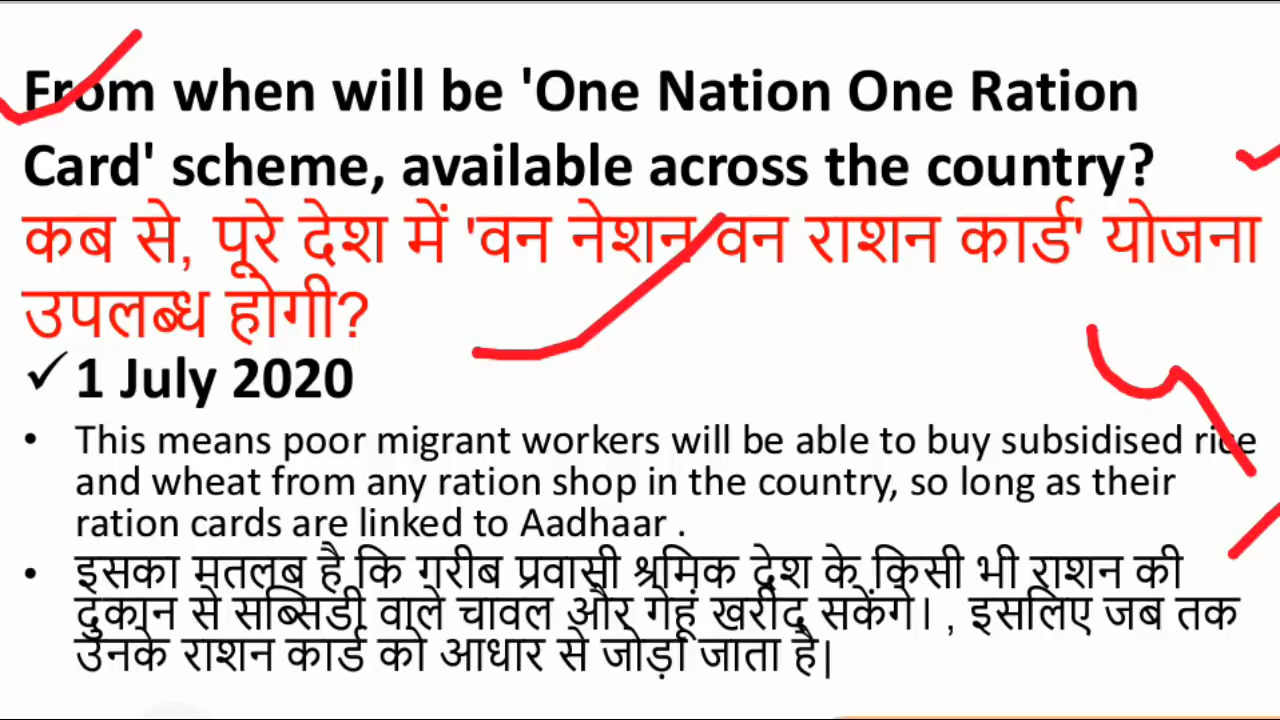 From when will be 'One Nation One Ration
Card' scheme, available across the country?
कब से, पूरे देश में 'वन नेशन वन राशन कार्ड' योजना
उपलब्ध होगी?
✓ 1 July 2020
• This means poor migrant workers will be able to buy subsidised rice
and wheat from any ration shop in the country, so long as their
ration cards are linked to Aadhaar .
• इसका मतलब है कि गरीब प्रवासी श्रमिक देश के किसी भी राशन की
दुकान से सब्सिडी वाले चावल और गेहूं खरीद सकेंगे। , इसलिए जब तक
उनके राशन कार्ड को आधार से जोड़ा जाता है।